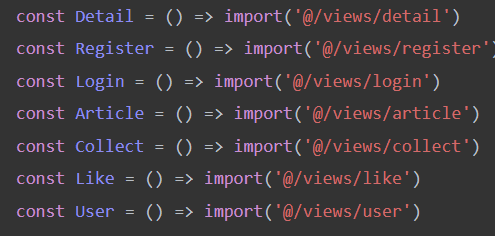 const Detail = () => import('@/views/detail')
const Register = () => import('@/views/register')
const Login = () => import('@/views/login')
const Article = () => import('@/views/article')
const Collect = () => import('@/views/collect')
const Like = () => import('@/views/like')
const User = () => import('@/views/user')